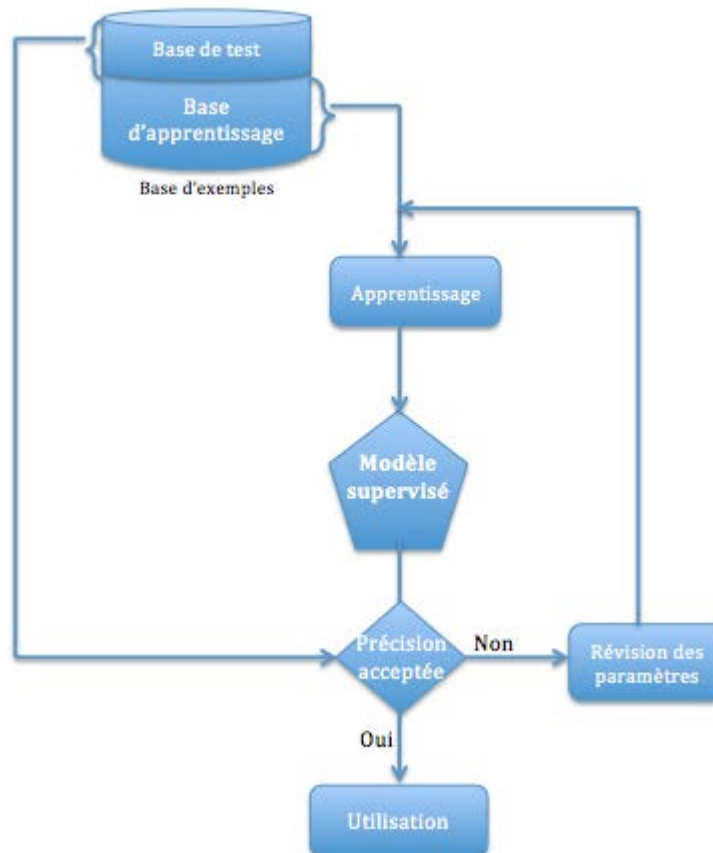 Base de test
Base
d'apprentissage
Base d'exemples
Apprentissage
Modèle
supervisé
Précision
acceptée
Non
Révision des
paramètres
Oui
Utilisation